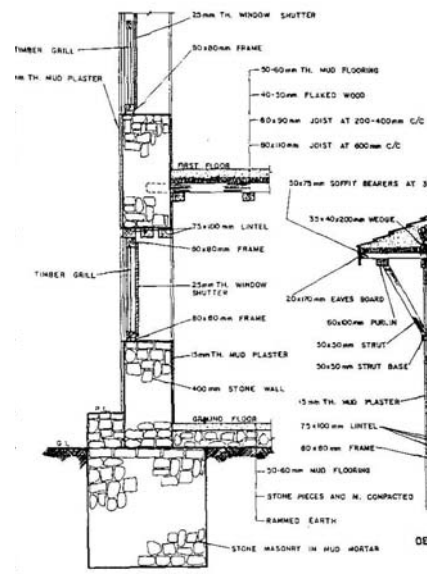 25mm TH. WINDOW SHUTTER
TIMBER GRILL
60x80mm FRAME
mm TH. MUD PLASTER
50-60mm TH. MUD FLOORING
40-50mm FLAKED WOOD
80x90mm JOIST AT 200-400mm C/C
90x110mm JOIST AT 600mm C/C
FIRST FLOOR
50x75mm SOFFIT BEARERS AT 3
35x40x200mm WEDGE
75x100mm LINTEL
60x80mm FRAME
TIMBER GRILL
25mm TH. WINDOW
SHUTTER
20x170mm EAVES BOARD
60x100mm PURLIN
80x80mm FRAME
50x50mm STRUT
15mm TH. MUD PLASTER
50x50mm STRUT BASE
400mm STONE WALL
15mm TH. MUD PLASTER
P.L.
GROUND FLOOR
75x100mm LINTEL
G.L.
80x80mm FRAME
50-60mm MUD FLOORING
STONE PIECES AND M. COMPACTED
RAMMED EARTH
DE
STONE MASONRY IN MUD MORTAR